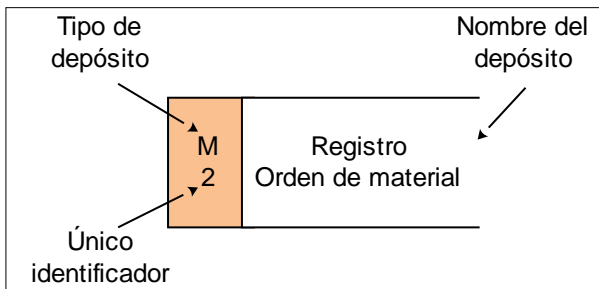 Tipo de
depósito
Nombre del
depósito
M
2
Registro
Orden de material
Único
identificador